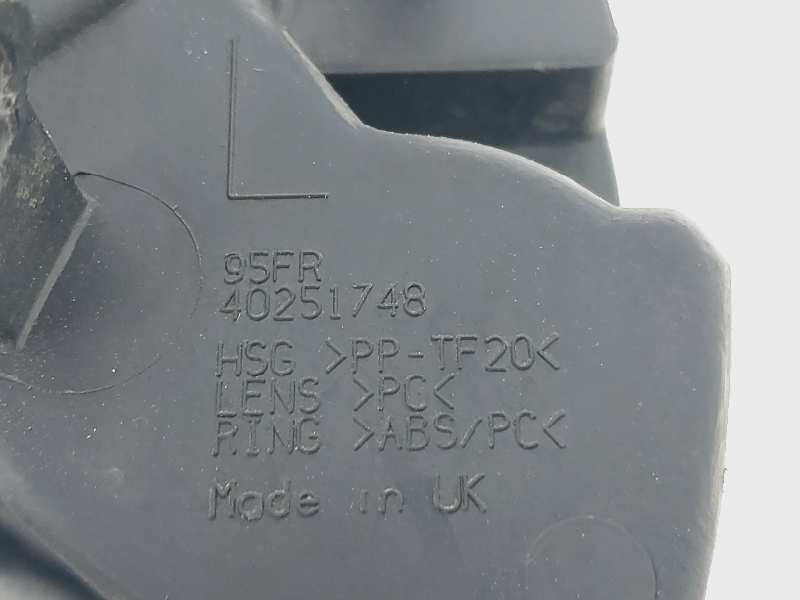 L
95FR
40251748
HSG >PP-TF20<
LENS >PC<
RING >ABS/PC<
Made in UK